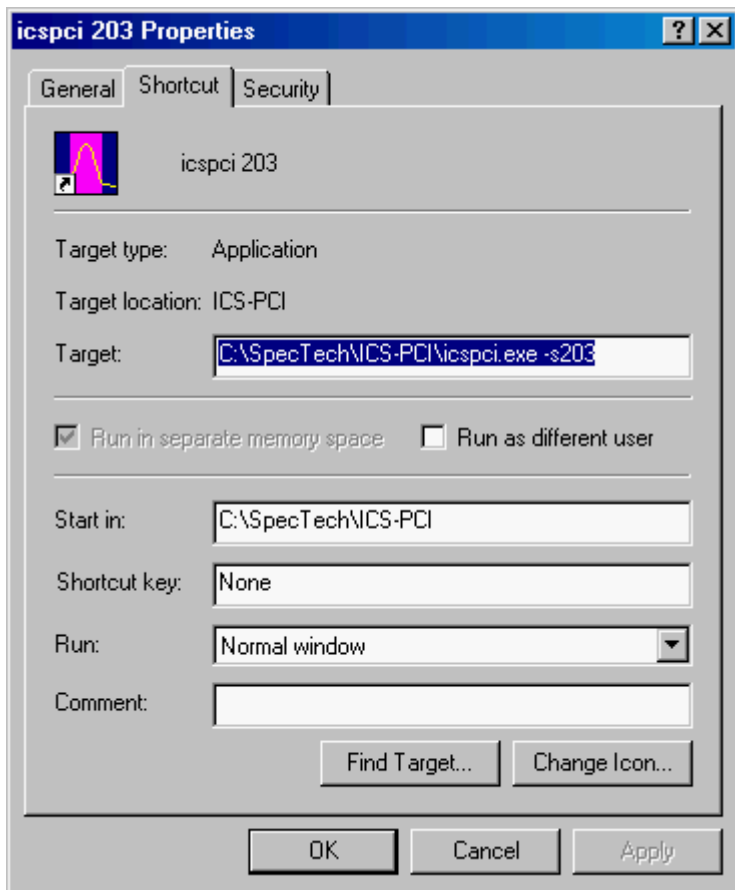 icspci 203 Properties
General Shortcut Security
icspci 203
Target type: Application
Target location: ICS-PCI
Target: C:\SpecTech\ICS-PCI\icspci.exe -s203
Run in separate memory space Run as different user
Start in: C:\SpecTech\ICS-PCI
Shortcut key: None
Run: Normal window
Comment:
Find Target... Change Icon...
OK Cancel Apply